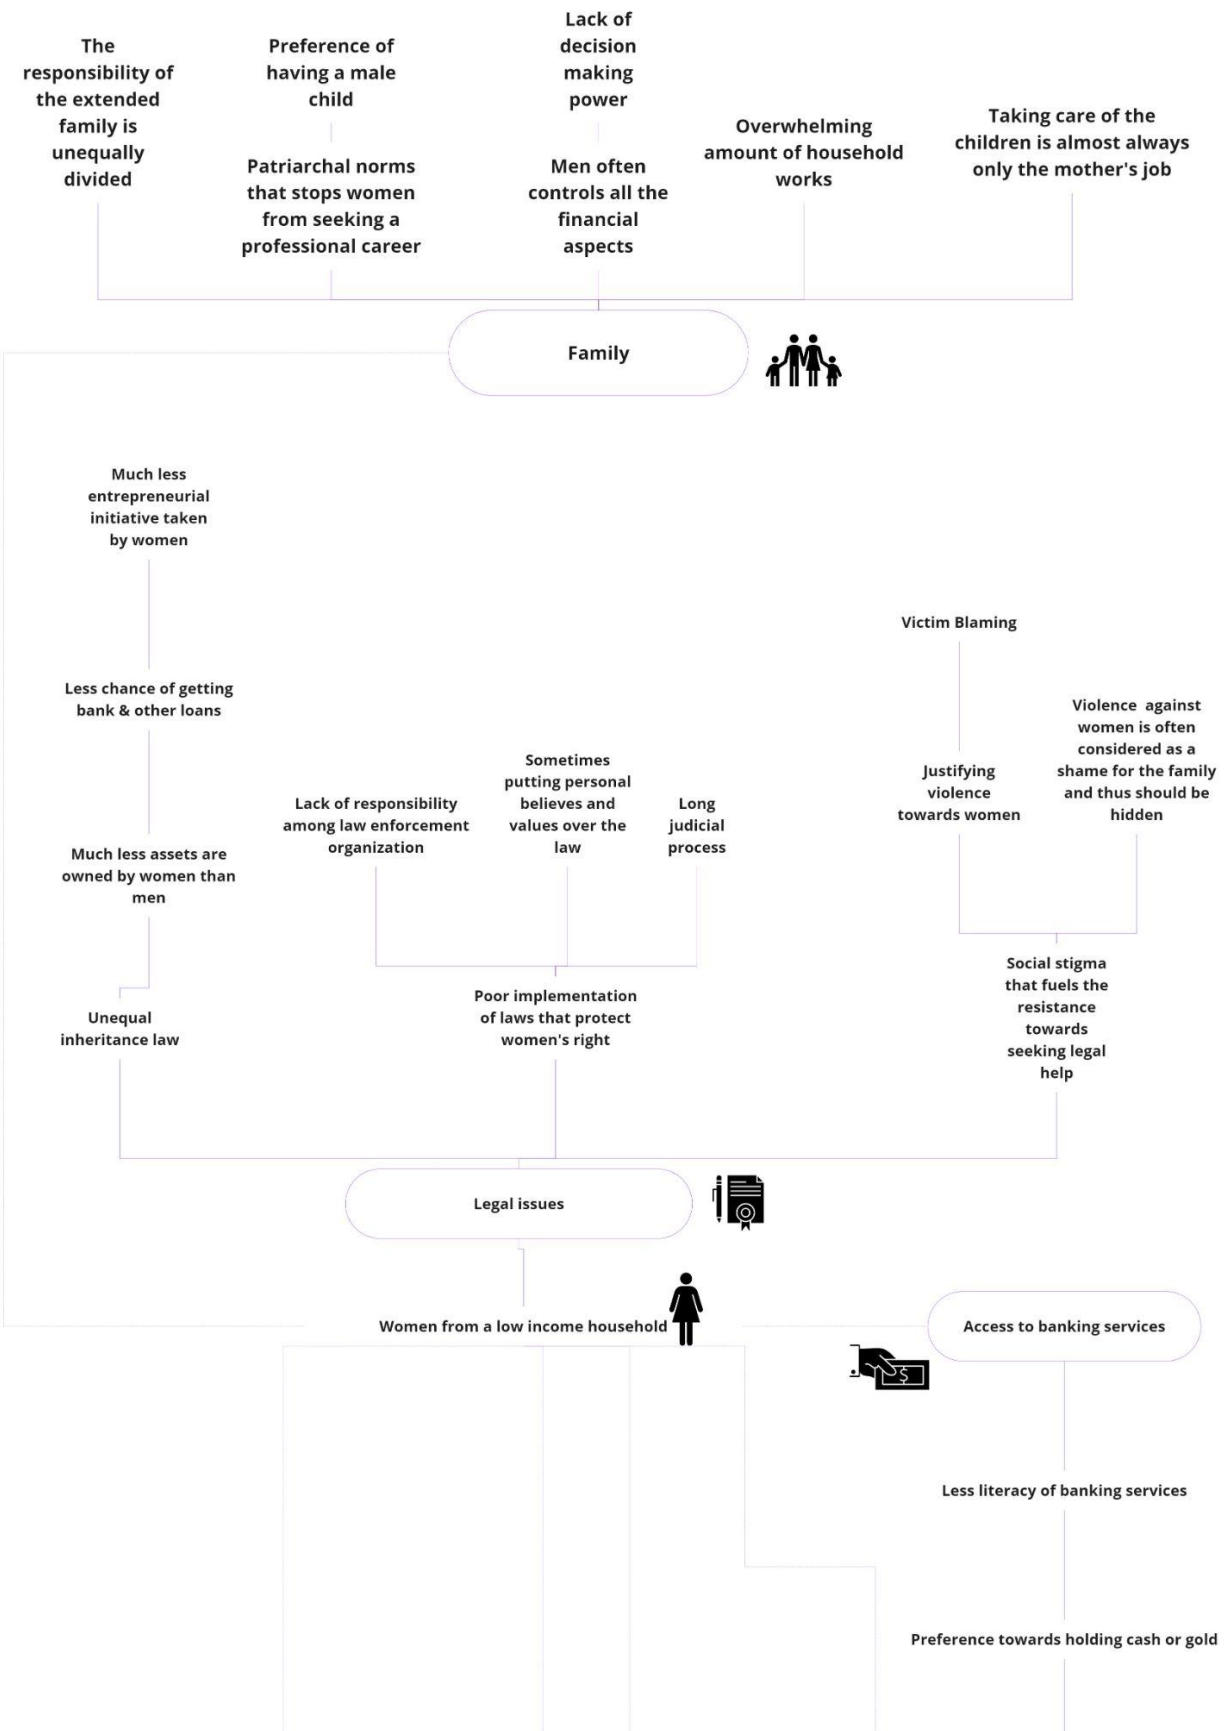 The
responsibility of
the extended
family is
unequally
divided
Preference of
having a male
child
Patriarchal norms
that stops women
from seeking a
professional career
Lack of
decision
making
power
Men often
controls all the
financial
aspects
Overwhelming
amount of household
works
Taking care of the
children is almost always
only the mother's job
Family
Much less
entrepreneurial
initiative taken
by women
Less chance of getting
bank & other loans
Much less assets are
owned by women than
men
Unequal
inheritance law
Lack of responsibility
among law enforcement
organization
Sometimes
putting personal
believes and
values over the
law
Long
judicial
process
Poor implementation
of laws that protect
women's right
Victim Blaming
Justifying
violence
towards women
Violence against
women is often
considered as a
shame for the family
and thus should be
hidden
Social stigma
that fuels the
resistance
towards
seeking legal
help
Legal issues
Women from a low income household
Access to banking services
$
Less literacy of banking services
Preference towards holding cash or gold